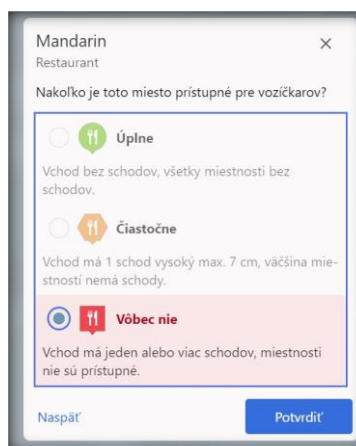 Mandarin
Restaurant
Nakoľko je toto miesto prístupné pre vozíčkarov?
Úplne
Vchod bez schodov, všetky miestnosti bez
schodov.
Čiastočne
Vchod má 1 schod vysoký max. 7 cm, väčšina mie-
stností nemá schody.
Vôbec nie
Vchod má jeden alebo viac schodov, miestnosti
nie sú prístupné.
Naspäť
Potvrdiť